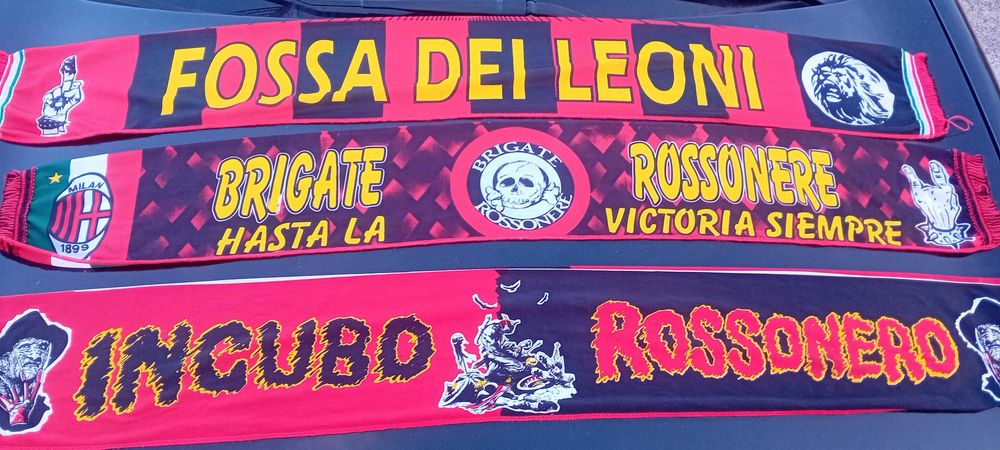 FOSSA DEI LEONI
BRIGATE ROSSONERE
HASTA LA VICTORIA SIEMPRE
MILAN
1899
BRIGATE
ROSSONERE
INCUBO ROSSONERO